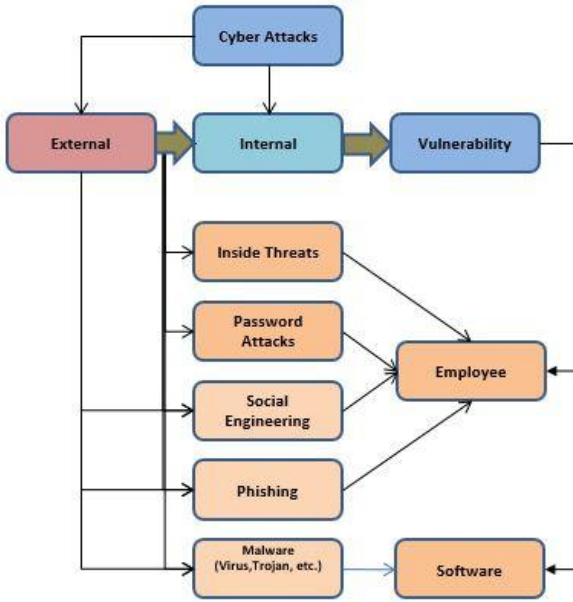 Cyber Attacks
External
Internal
Vulnerability
Inside Threats
Password
Attacks
Employee
Social
Engineering
Phishing
Malware
(Virus,Trojan, etc.)
Software